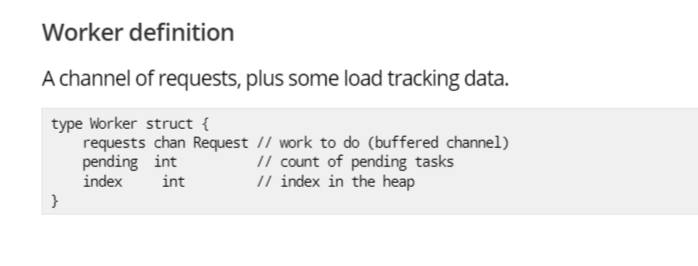 Worker definition
A channel of requests, plus some load tracking data.
type Worker struct {
    requests chan Request // work to do (buffered channel)
    pending  int          // count of pending tasks
    index     int         // index in the heap
}